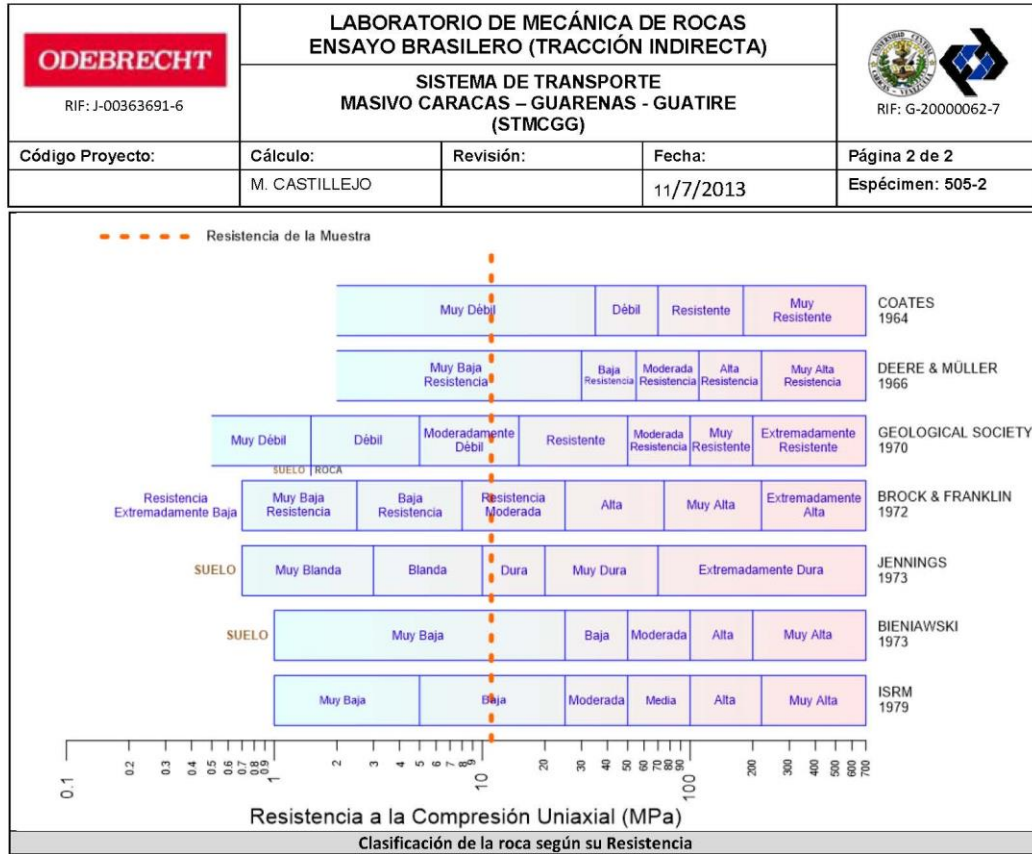 ODEBRECHT
RIF: J-00363691-6
LABORATORIO DE MECÁNICA DE ROCAS
ENSAYO BRASILERO (TRACCIÓN INDIRECTA)
SISTEMA DE TRANSPORTE
MASIVO CARACAS – GUARENAS - GUATIRE
(STMCGG)
RIF: G-20000062-7
Código Proyecto:
Cálculo:
Revisión:
Fecha:
Página 2 de 2
M. CASTILLEJO
11/7/2013
Espécimen: 505-2
Resistencia de la Muestra
Muy Débil
Débil
Resistente
Muy
Resistente
COATES
1964
Muy Baja
Resistencia
Baja
Resistencia
Moderada
Resistencia
Alta
Resistencia
Muy Alta
Resistencia
DEERE & MÜLLER
1966
Muy Débil
Débil
Moderadamente
Débil
Resistente
Moderada
Resistencia
Muy
Resistente
Extremadamente
Resistente
GEOLOGICAL SOCIETY
1970
SUELO | ROCA
Resistencia
Extremadamente Baja
Muy Baja
Resistencia
Baja
Resistencia
Resistencia
Moderada
Alta
Muy Alta
Extremadamente
Alta
BROCK & FRANKLIN
1972
SUELO
Muy Blanda
Blanda
Dura
Muy Dura
Extremadamente Dura
JENNINGS
1973
SUELO
Muy Baja
Baja
Moderada
Alta
Muy Alta
BIENIAWSKI
1973
Muy Baja
Baja
Moderada
Media
Alta
Muy Alta
ISRM
1979
0.1 0.2 0.3 0.4 0.5 0.6 0.7 0.8 0.9 1 2 3 4 5 6 7 8 9 10 20 30 40 50 60 70 80 90 100 200 300 400 500 600 700
Resistencia a la Compresión Uniaxial (MPa)
Clasificación de la roca según su Resistencia